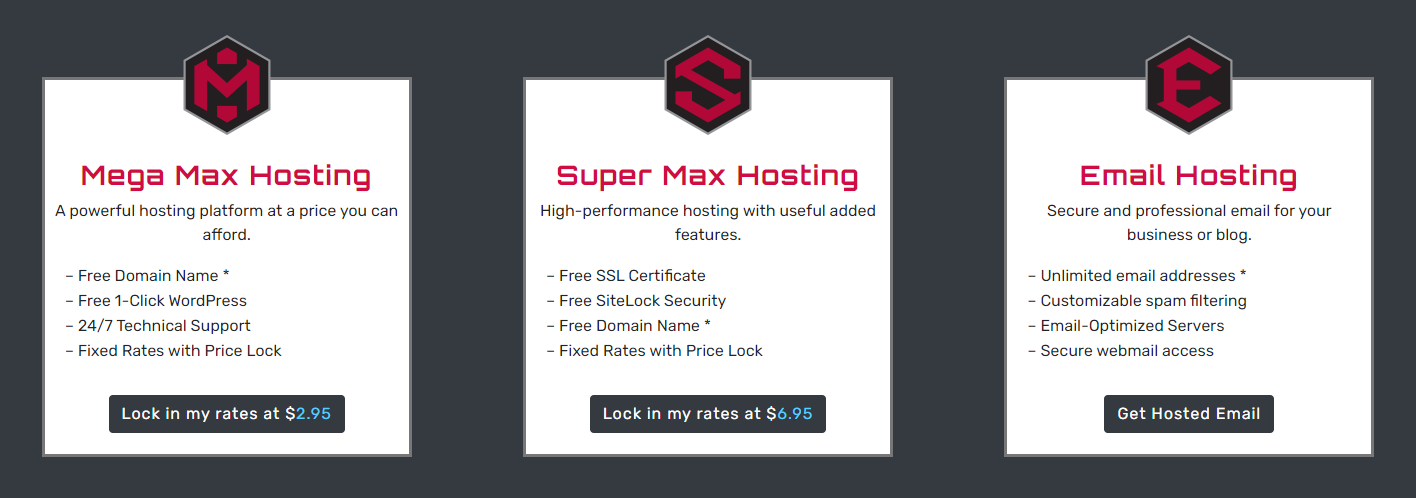 M
Mega Max Hosting
A powerful hosting platform at a price you can
afford.
– Free Domain Name *
– Free 1-Click WordPress
– 24/7 Technical Support
– Fixed Rates with Price Lock
Lock in my rates at $2.95
S
Super Max Hosting
High-performance hosting with useful added
features.
– Free SSL Certificate
– Free SiteLock Security
– Free Domain Name *
– Fixed Rates with Price Lock
Lock in my rates at $6.95
E
Email Hosting
Secure and professional email for your
business or blog.
– Unlimited email addresses *
– Customizable spam filtering
– Email-Optimized Servers
– Secure webmail access
Get Hosted Email